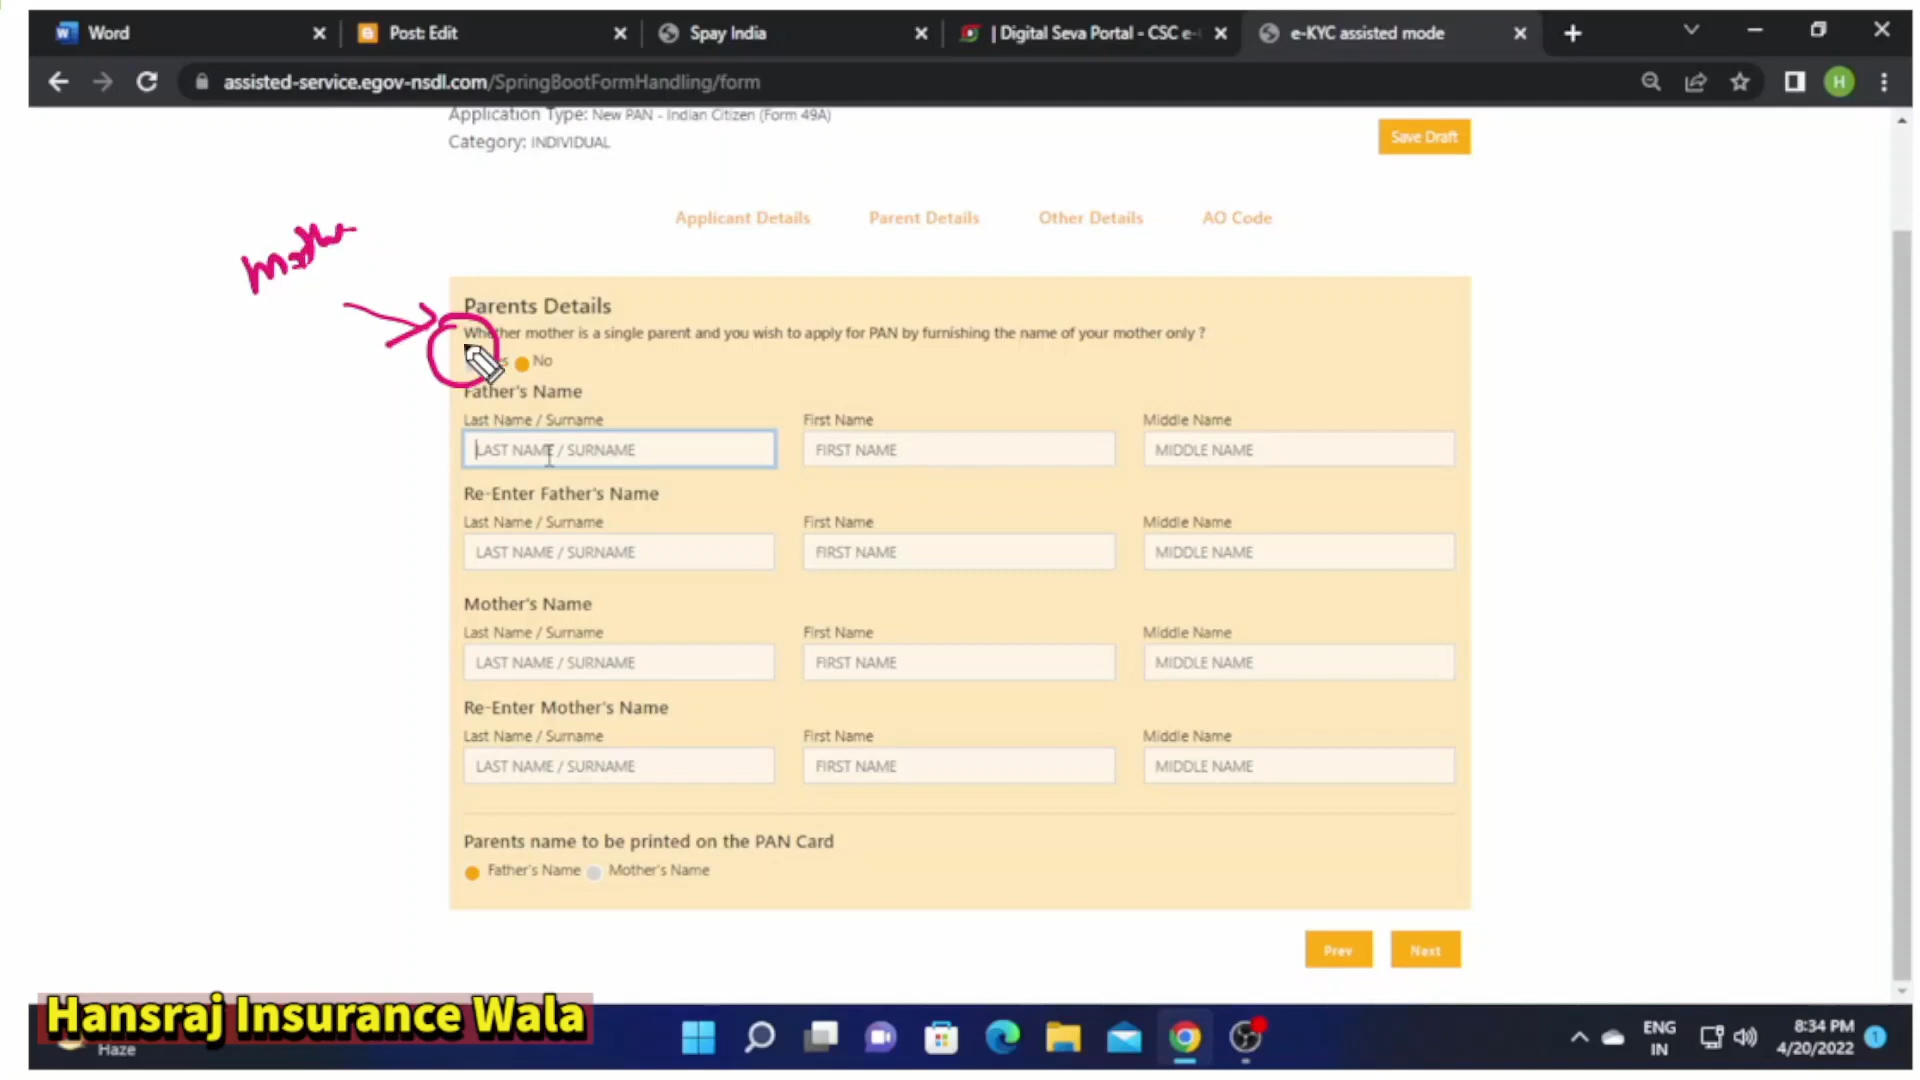 Word
Post: Edit
Spay India
| Digital Seva Portal - CSC e-
e-KYC assisted mode
assisted-service.egov-nsdl.com/SpringBootFormHandling/form
H
Application Type: New PAN - Indian Citizen (Form 49A)
Category: INDIVIDUAL
Save Draft
Applicant Details
Parent Details
Other Details
AO Code
Mother
Parents Details
Whether mother is a single parent and you wish to apply for PAN by furnishing the name of your mother only ?
No
Father's Name
Last Name / Surname First Name Middle Name
LAST NAME / SURNAME FIRST NAME MIDDLE NAME
Re-Enter Father's Name
Last Name / Surname First Name Middle Name
LAST NAME / SURNAME FIRST NAME MIDDLE NAME
Mother's Name
Last Name / Surname First Name Middle Name
LAST NAME / SURNAME FIRST NAME MIDDLE NAME
Re-Enter Mother's Name
Last Name / Surname First Name Middle Name
LAST NAME / SURNAME FIRST NAME MIDDLE NAME
Parents name to be printed on the PAN Card
Father's Name Mother's Name
Prev Next
Hansraj Insurance Wala
Haze
ENG
IN
8:34 PM
4/20/2022
1